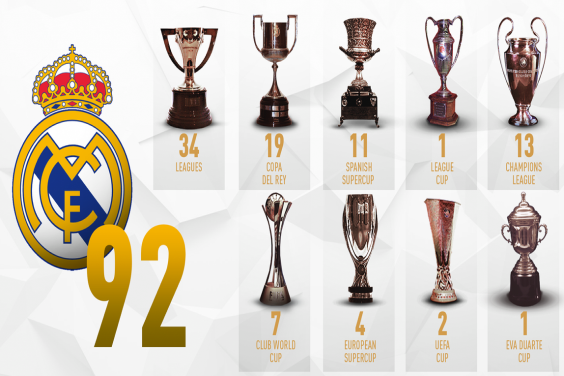 92
34
LEAGUES
19
COPA
DEL REY
11
SPANISH
SUPERCUP
1
LEAGUE
CUP
13
CHAMPIONS
LEAGUE
7
CLUB WORLD
CUP
4
EUROPEAN
SUPERCUP
2
UEFA
CUP
1
EVA DUARTE
CUP